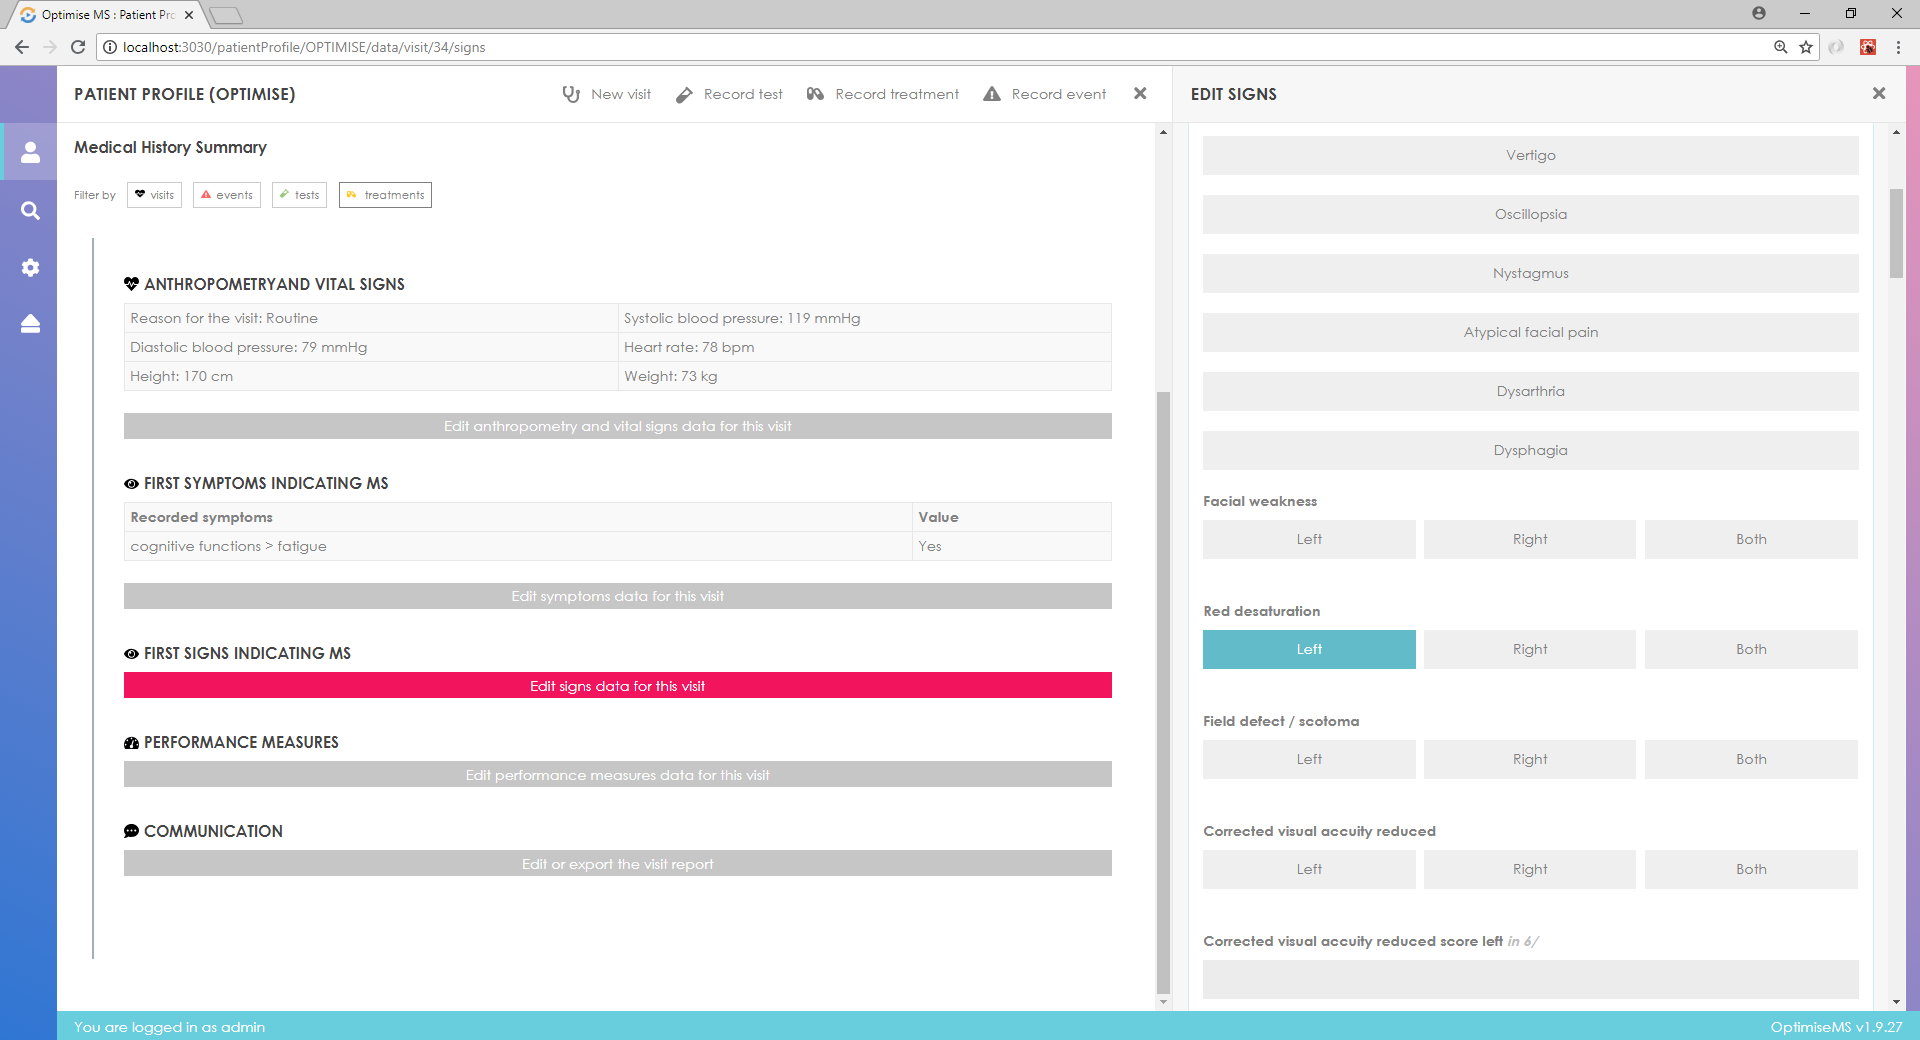 Optimise MS : Patient Pro
localhost:3030/patientProfile/OPTIMISE/data/visit/34/signs
PATIENT PROFILE (OPTIMISE)
New visit
Record test
Record treatment
Record event
Medical History Summary
Filter by
visits
events
tests
treatments
ANTHROPOMETRYAND VITAL SIGNS
Reason for the visit: Routine
Systolic blood pressure: 119 mmHg
Diastolic blood pressure: 79 mmHg
Heart rate: 78 bpm
Height: 170 cm
Weight: 73 kg
Edit anthropometry and vital signs data for this visit
FIRST SYMPTOMS INDICATING MS
Recorded symptoms
Value
cognitive functions > fatigue
Yes
Edit symptoms data for this visit
FIRST SIGNS INDICATING MS
Edit signs data for this visit
PERFORMANCE MEASURES
Edit performance measures data for this visit
COMMUNICATION
Edit or export the visit report
EDIT SIGNS
Vertigo
Oscillopsia
Nystagmus
Atypical facial pain
Dysarthria
Dysphagia
Facial weakness
Left
Right
Both
Red desaturation
Left
Right
Both
Field defect / scotoma
Left
Right
Both
Corrected visual accuity reduced
Left
Right
Both
Corrected visual accuity reduced score left in 6/
You are logged in as admin
OptimiseMS v1.9.27